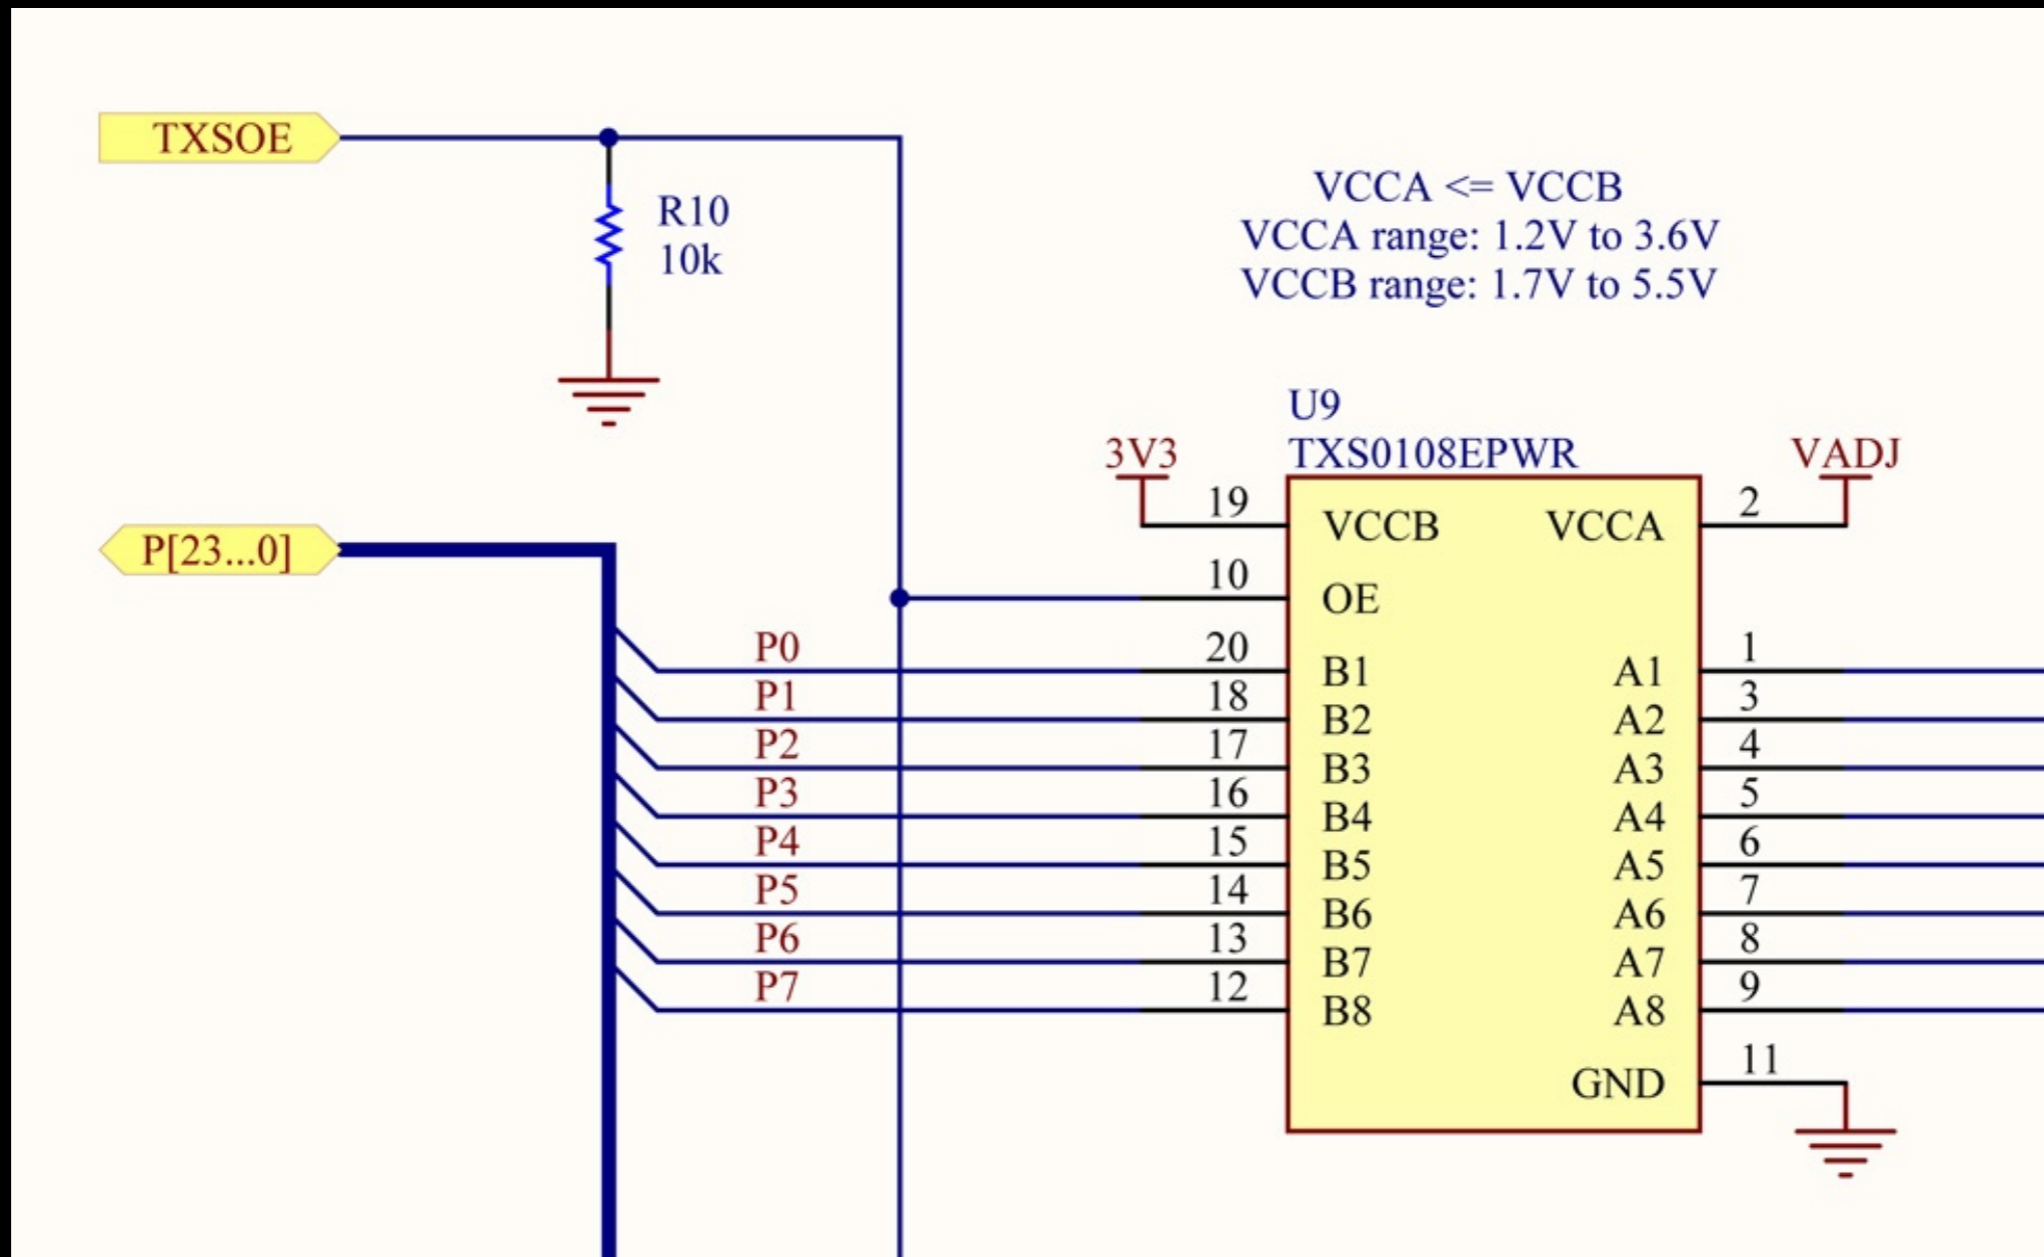 TXSOE
R10
10k
VCCA <= VCCB
VCCA range: 1.2V to 3.6V
VCCB range: 1.7V to 5.5V
U9
TXS0108EPWR
3V3
VADJ
19
VCCB
VCCA
2
P[23...0]
10
OE
P0
20
B1
A1
1
P1
18
B2
A2
3
P2
17
B3
A3
4
P3
16
B4
A4
5
P4
15
B5
A5
6
P5
14
B6
A6
7
P6
13
B7
A7
8
P7
12
B8
A8
9
GND
11